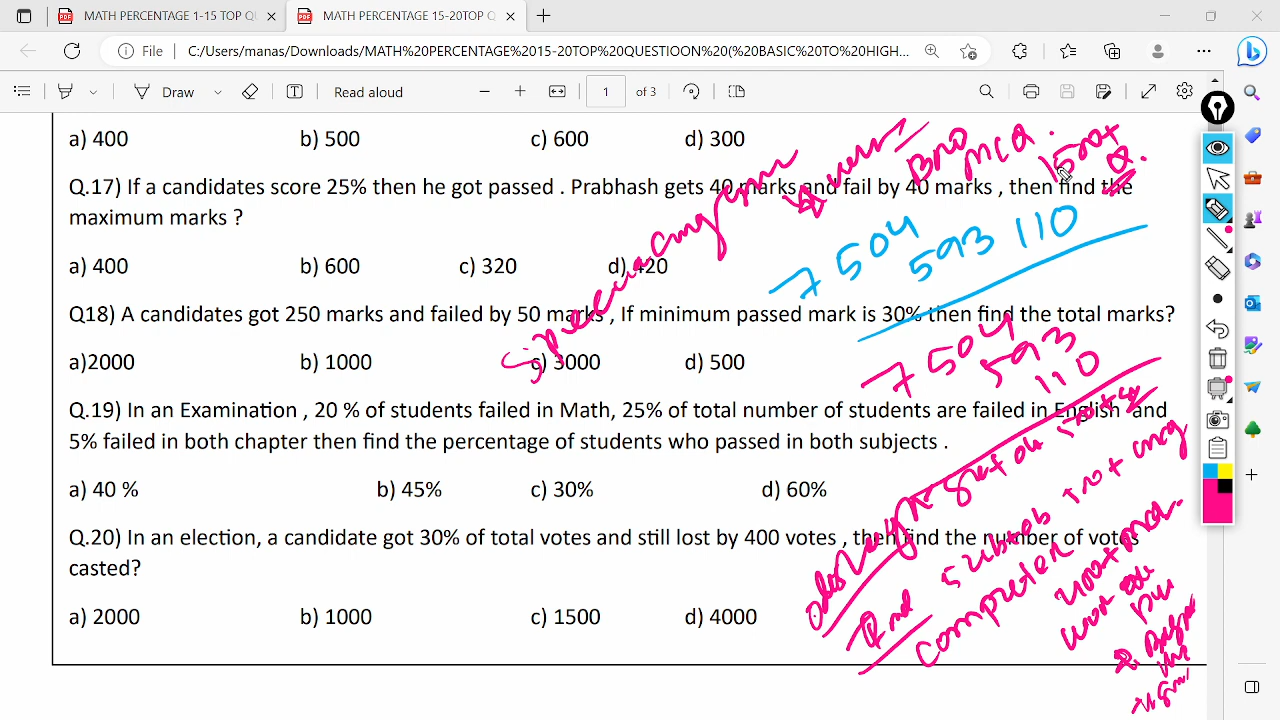 MATH PERCENTAGE 1-15 TOP QU
MATH PERCENTAGE 15-20TOP Q
File
C:/Users/manas/Downloads/MATH%20PERCENTAGE%2015-20TOP%20QUESTIOON%20(%20BASIC%20TO%20HIGH...
Draw
Read aloud
1
of 3
a) 400 b) 500 c) 600 d) 300
Q.17) If a candidates score 25% then he got passed . Prabhash gets 40 marks and fail by 40 marks , then find the
maximum marks ?
a) 400 b) 600 c) 320 d) 420
Q18) A candidates got 250 marks and failed by 50 marks , If minimum passed mark is 30% then find the total marks?
a)2000 b) 1000 c) 3000 d) 500
Q.19) In an Examination , 20 % of students failed in Math, 25% of total number of students are failed in English and
5% failed in both chapter then find the percentage of students who passed in both subjects .
a) 40 % b) 45% c) 30% d) 60%
Q.20) In an election, a candidate got 30% of total votes and still lost by 400 votes , then find the number of votes
casted?
a) 2000 b) 1000 c) 1500 d) 4000
MCQ
1500+
Q.
7504
593 110
7504
593
110